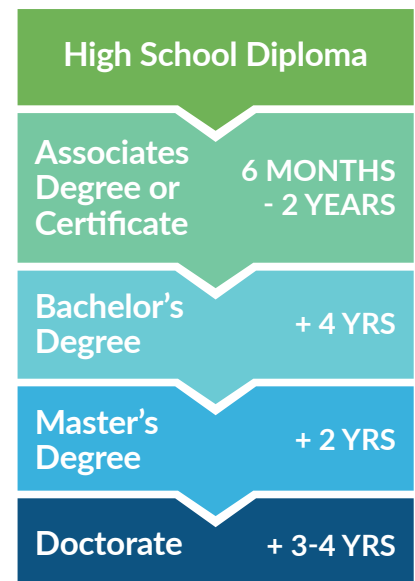 High School Diploma
Associates
Degree or
Certificate
6 MONTHS
- 2 YEARS
Bachelor's
Degree
+ 4 YRS
Master's
Degree
+ 2 YRS
Doctorate
+ 3-4 YRS